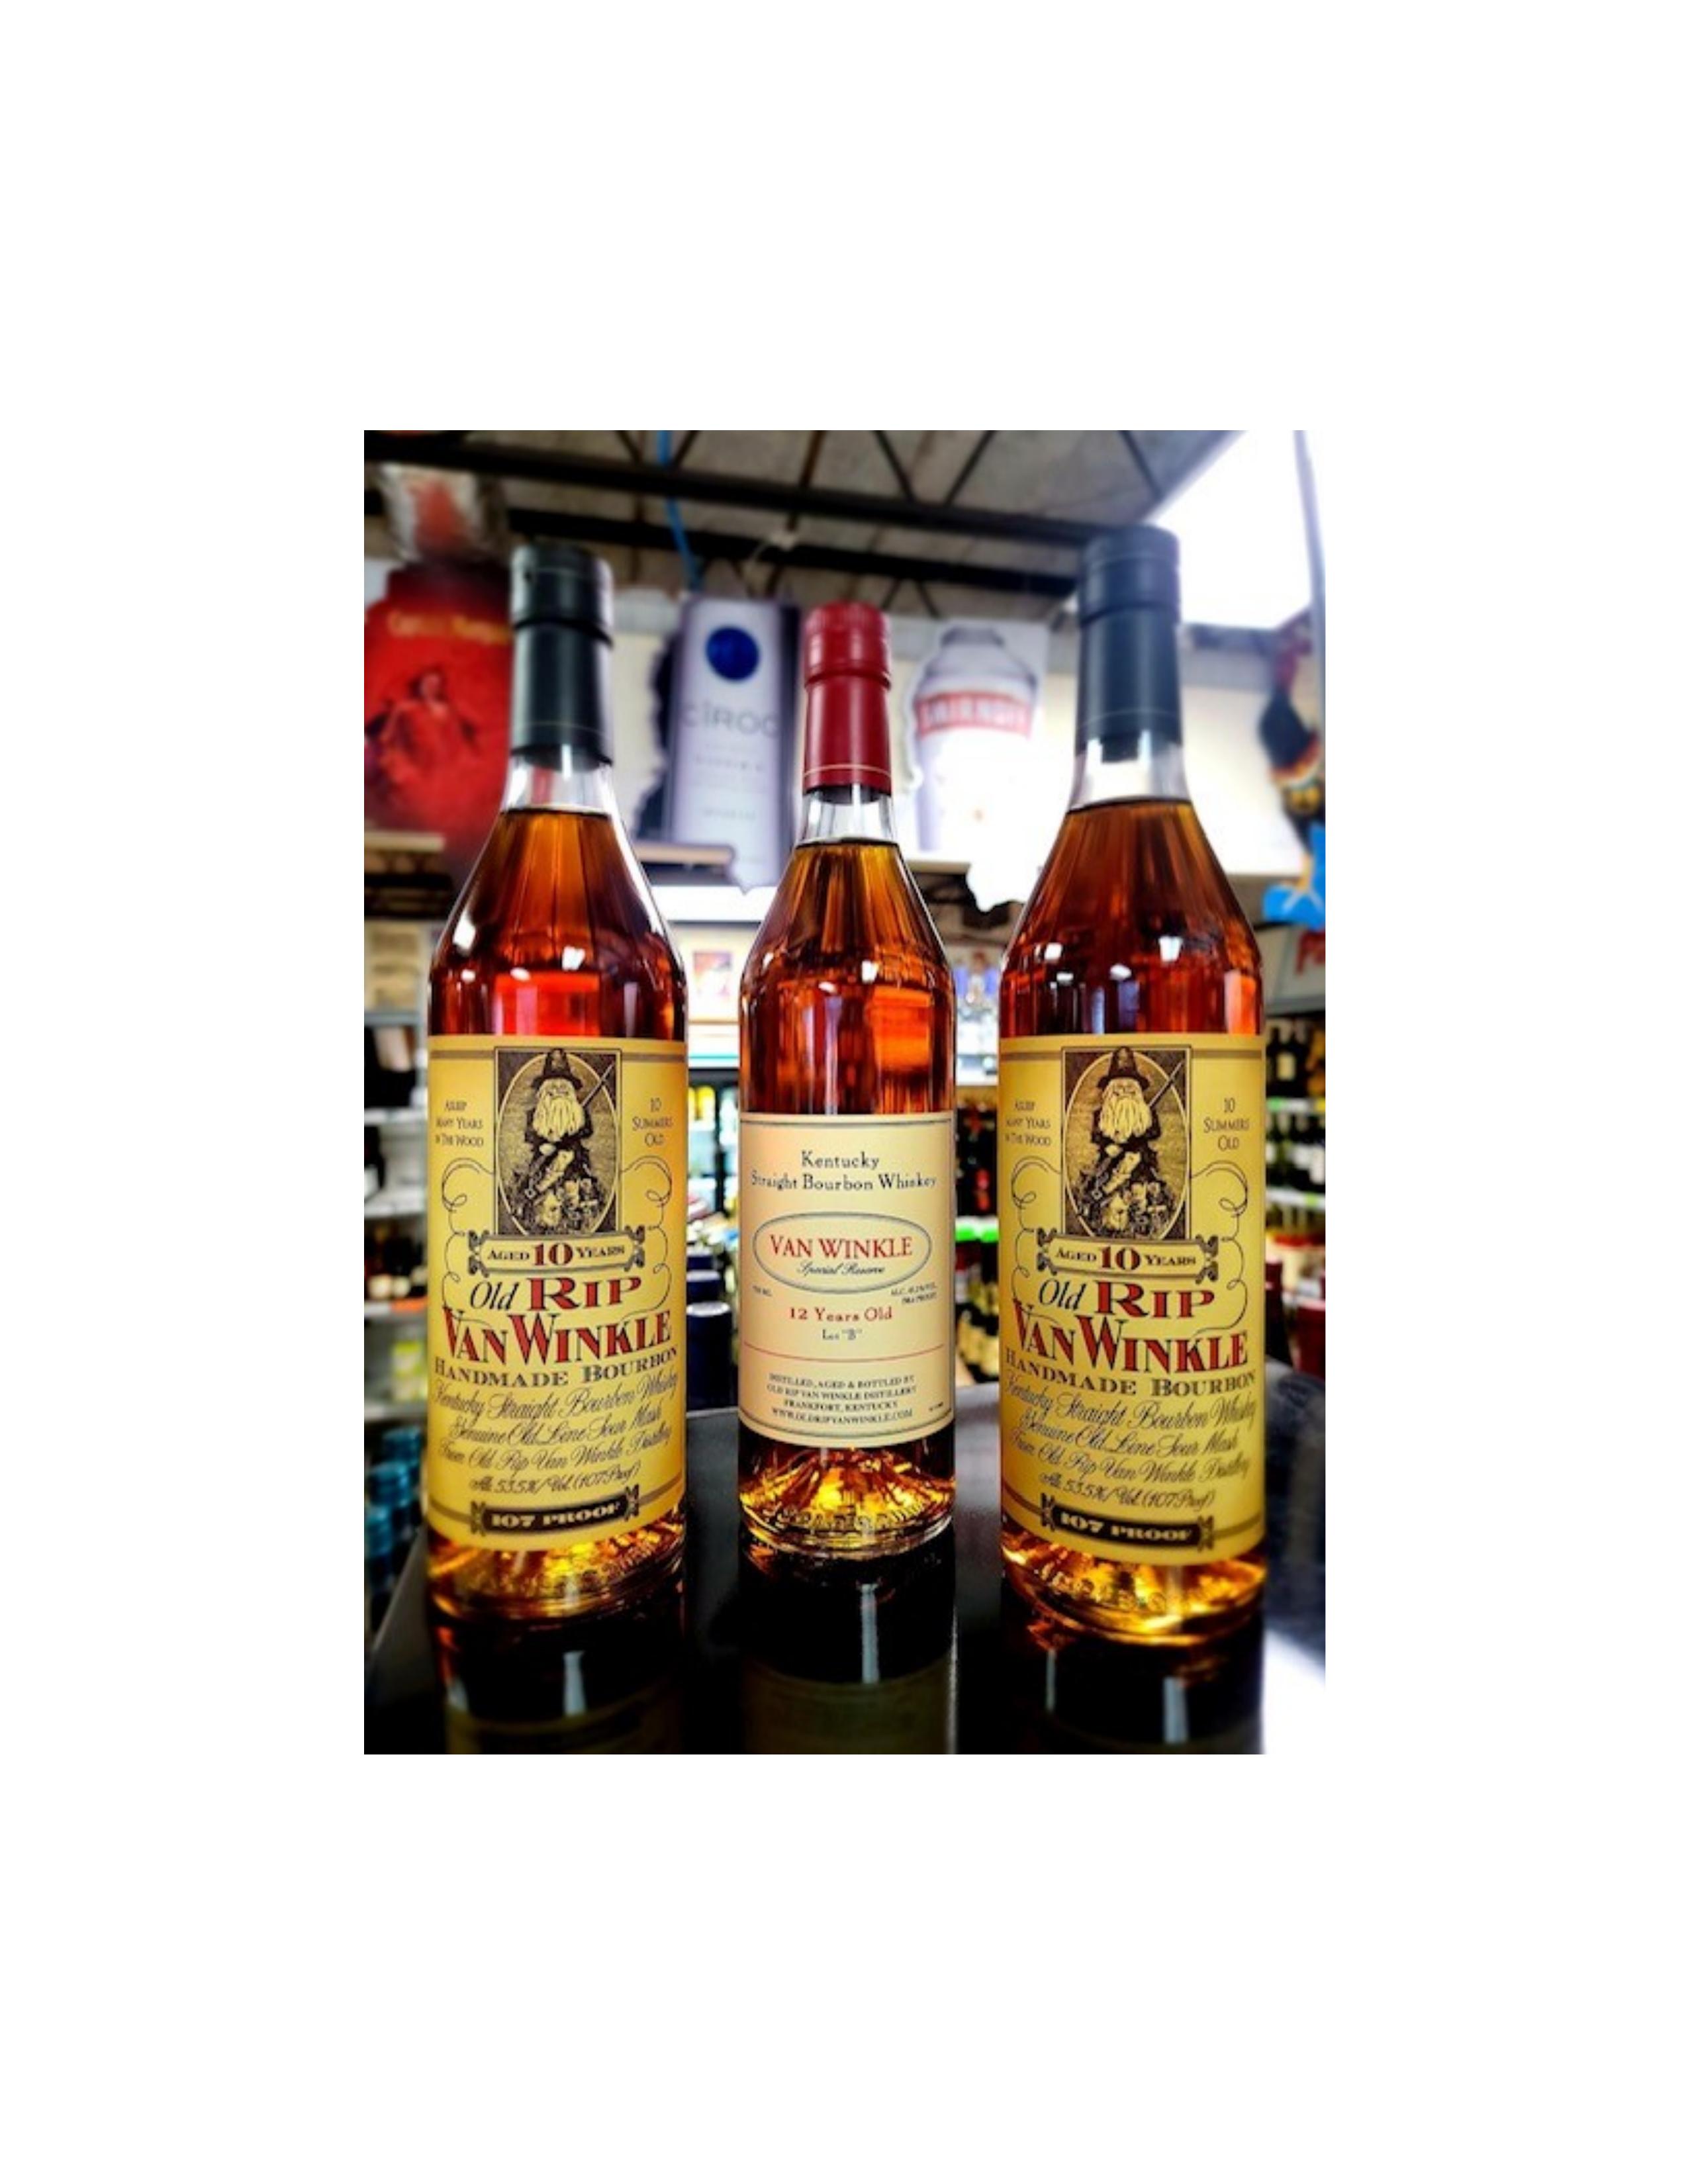 CÎROC
SMIRNOFF
ASLEEP
MANY YEARS
IN THE WOOD
10
SUMMERS
OLD
AGED 10 YEARS
Old RIP
VAN WINKLE
HANDMADE BOURBON
Kentucky Straight Bourbon Whiskey
Genuine Old Line Sour Mash
From Old Rip Van Winkle Distillery
Alc. 53.5%/Vol. (107 Proof)
107 PROOF
Kentucky
Straight Bourbon Whiskey
VAN WINKLE
Special Reserve
750 ML
12 Years Old
Lot "B"
DISTILLED, AGED & BOTTLED BY
OLD RIP VAN WINKLE DISTILLERY
FRANKFORT, KENTUCKY
WWW.OLDRIPVANWINKLE.COM
ASLEEP
MANY YEARS
IN THE WOOD
10
SUMMERS
OLD
AGED 10 YEARS
Old RIP
VAN WINKLE
HANDMADE BOURBON
Kentucky Straight Bourbon Whiskey
Genuine Old Line Sour Mash
From Old Rip Van Winkle Distillery
Alc. 53.5%/Vol. (107 Proof)
107 PROOF